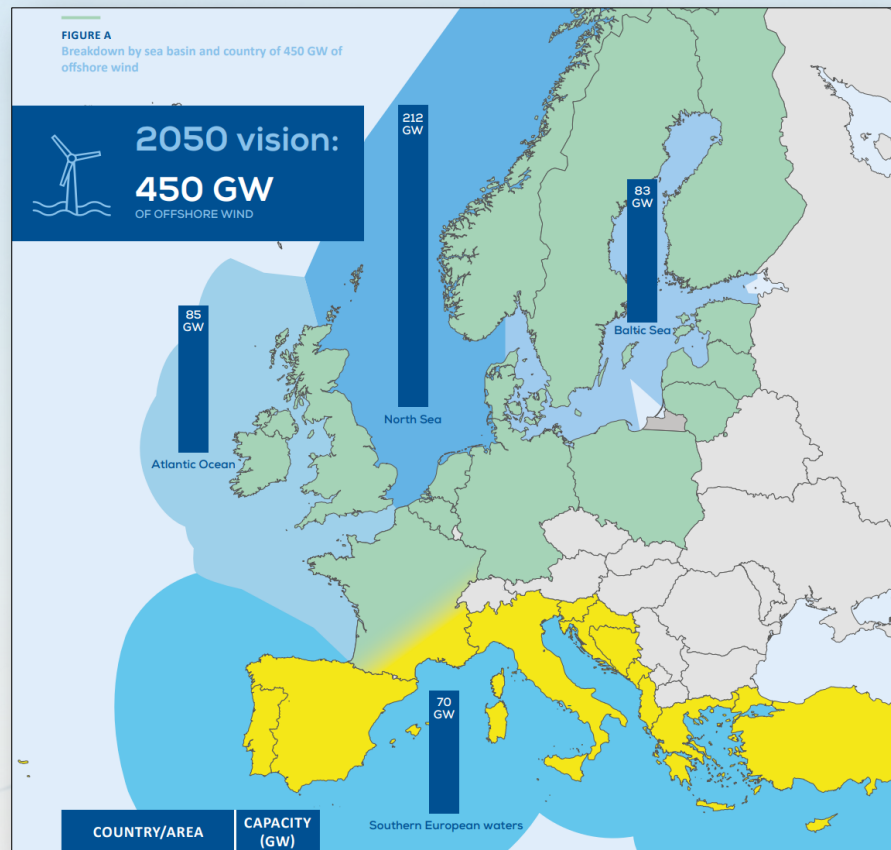 FIGURE A
Breakdown by sea basin and country of 450 GW of
offshore wind
2050 vision:
450 GW
OF OFFSHORE WIND
212
GW
83
GW
85
GW
Baltic Sea
North Sea
Atlantic Ocean
70
GW
Southern European waters
COUNTRY/AREA
CAPACITY
(GW)